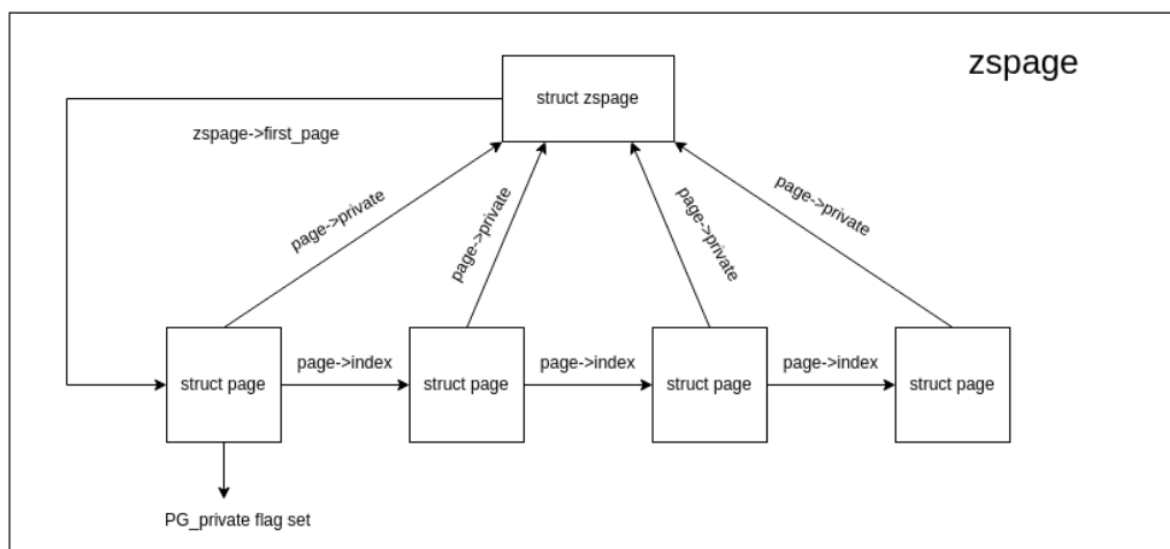 zspage
struct zspage
zspage->first_page
page->private
page->private
page->private
page->private
struct page
page->index
struct page
page->index
struct page
page->index
struct page
PG_private flag set